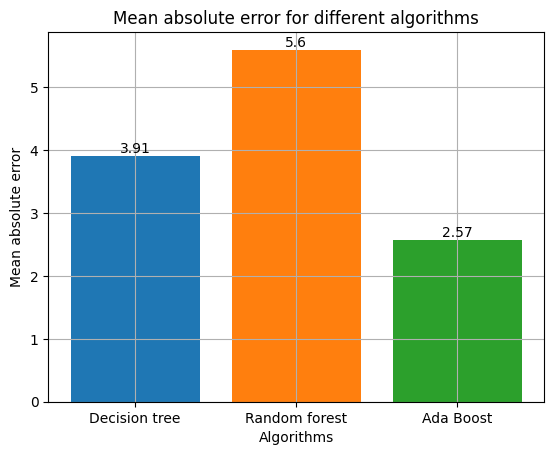 Mean absolute error for different algorithms
Mean absolute error
5
4
3
2
1
0
3.91
5.6
2.57
Decision tree
Random forest
Ada Boost
Algorithms